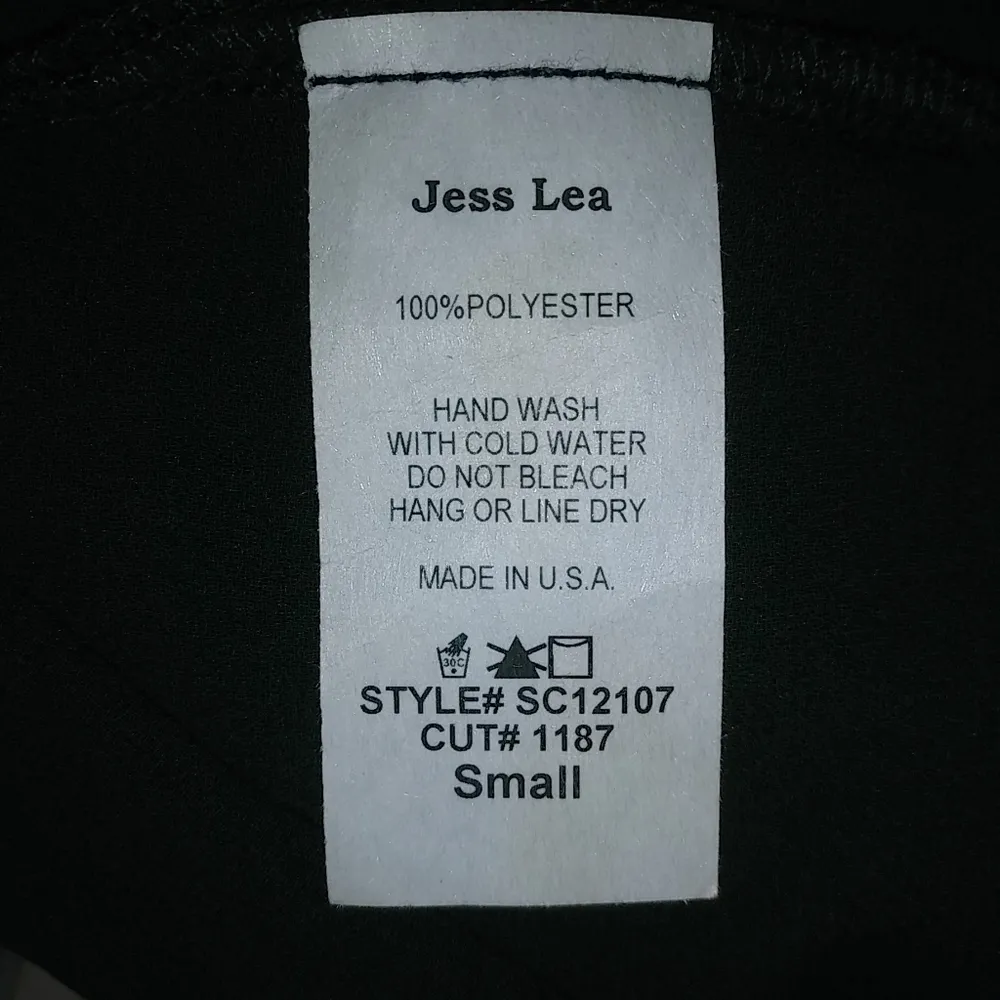 Jess Lea
100%POLYESTER
HAND WASH
WITH COLD WATER
DO NOT BLEACH
HANG OR LINE DRY
MADE IN U.S.A.
30C
STYLE# SC12107
CUT# 1187
Small